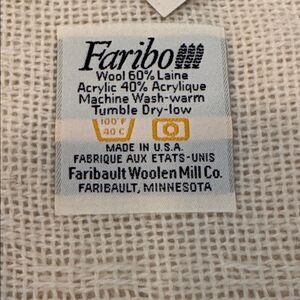 Faribo
Wool 60% Laine
Acrylic 40% Acrylique
Machine Wash-warm
Tumble Dry-low
100°F
40 C
MADE IN U.S.A.
FABRIQUE AUX ETATS-UNIS
Faribault Woolen Mill Co.
FARIBAULT, MINNESOTA